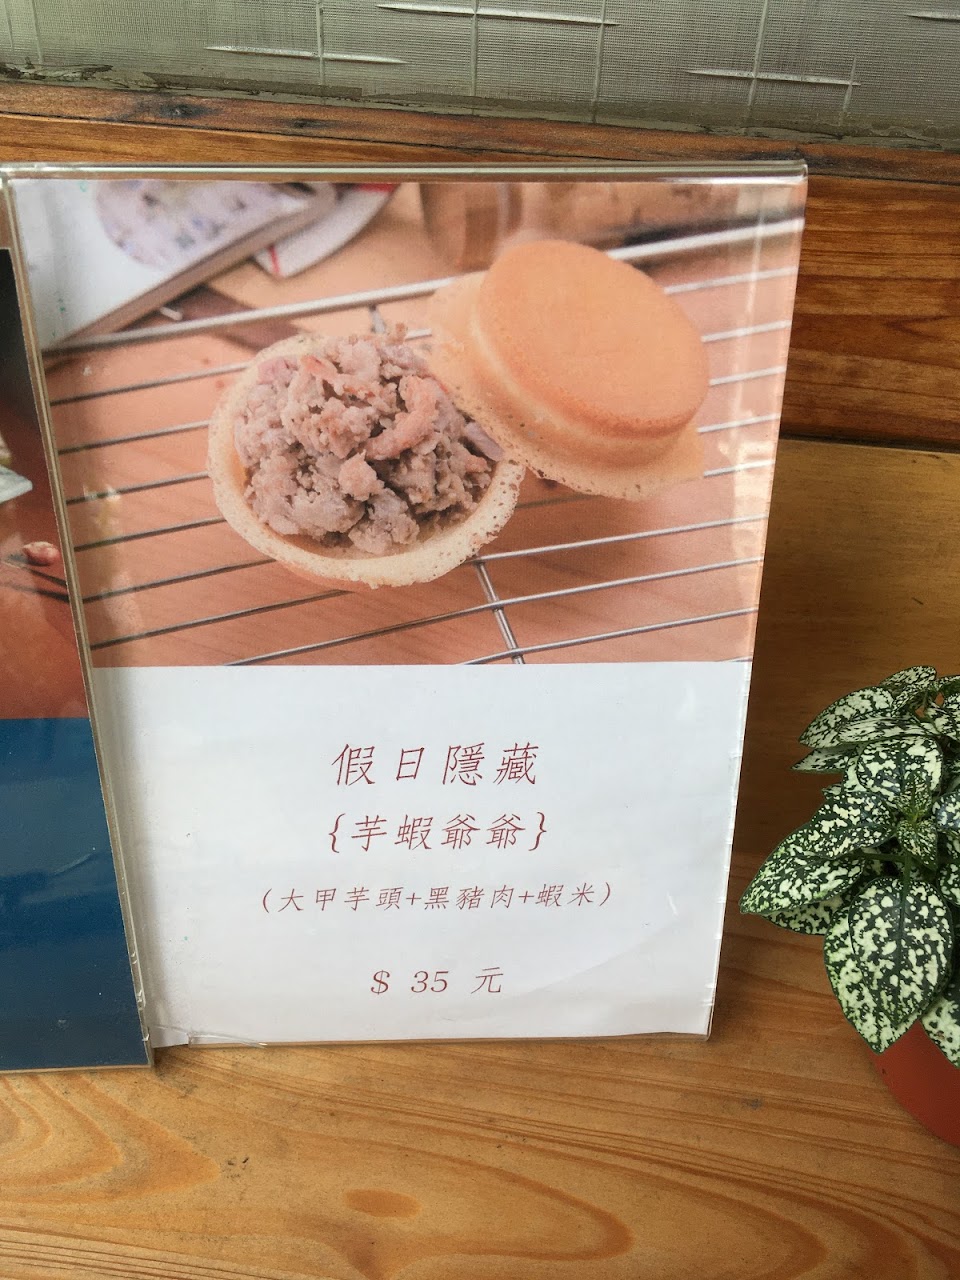 假日隱藏
{芋蝦爺爺}
(大甲芋頭+黑豬肉+蝦米)
$ 35 元